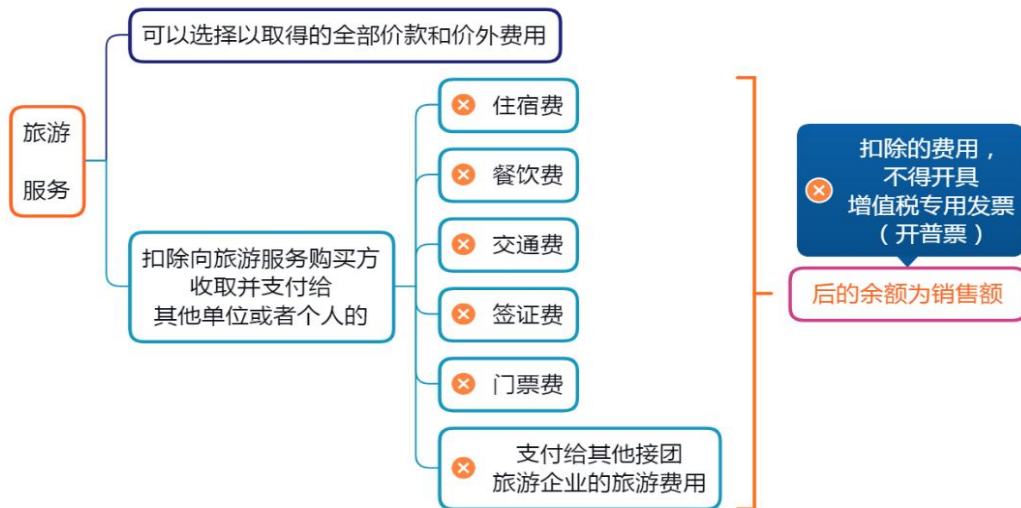 旅游
服务
可以选择以取得的全部价款和价外费用
扣除向旅游服务购买方
收取并支付给
其他单位或者个人的
住宿费
餐饮费
交通费
签证费
门票费
支付给其他接团
旅游企业的旅游费用
扣除的费用，
不得开具
增值税专用发票
（开普票）
后的余额为销售额